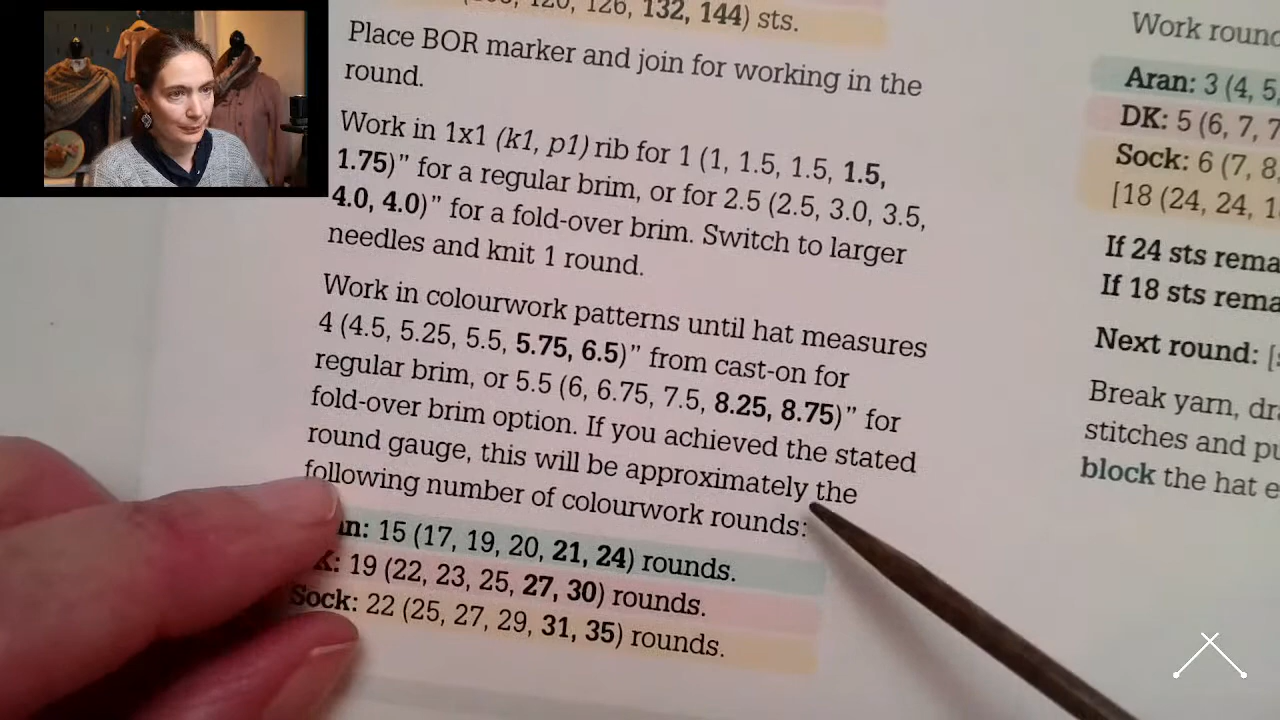 120, 126, 132, 144) sts.
Place BOR marker and join for working in the
round.
Work in 1x1 (k1, p1) rib for 1 (1, 1.5, 1.5, 1.5,
1.75)” for a regular brim, or for 2.5 (2.5, 3.0, 3.5,
4.0, 4.0)” for a fold-over brim. Switch to larger
needles and knit 1 round.
Work in colourwork patterns until hat measures
4 (4.5, 5.25, 5.5, 5.75, 6.5)” from cast-on for
regular brim, or 5.5 (6, 6.75, 7.5, 8.25, 8.75)” for
fold-over brim option. If you achieved the stated
round gauge, this will be approximately the
following number of colourwork rounds:
15 (17, 19, 20, 21, 24) rounds.
19 (22, 23, 25, 27, 30) rounds.
Sock: 22 (25, 27, 29, 31, 35) rounds.
Work round
Aran: 3 (4, 5,
DK: 5 (6, 7, 7
Sock: 6 (7, 8,
[18 (24, 24, 1
If 24 sts rema
If 18 sts rema
Next round: [
Break yarn, dr
stitches and pu
block the hat e